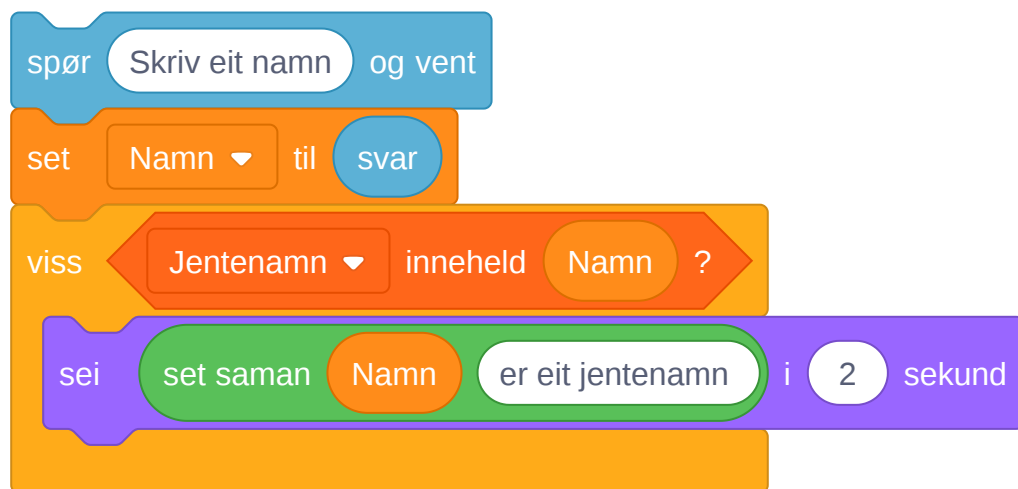 spør Skriv eit namn og vent
set Namn til svar
viss Jentenamn inneheld Namn ?
sei set saman Namn er eit jentenamn i 2 sekund